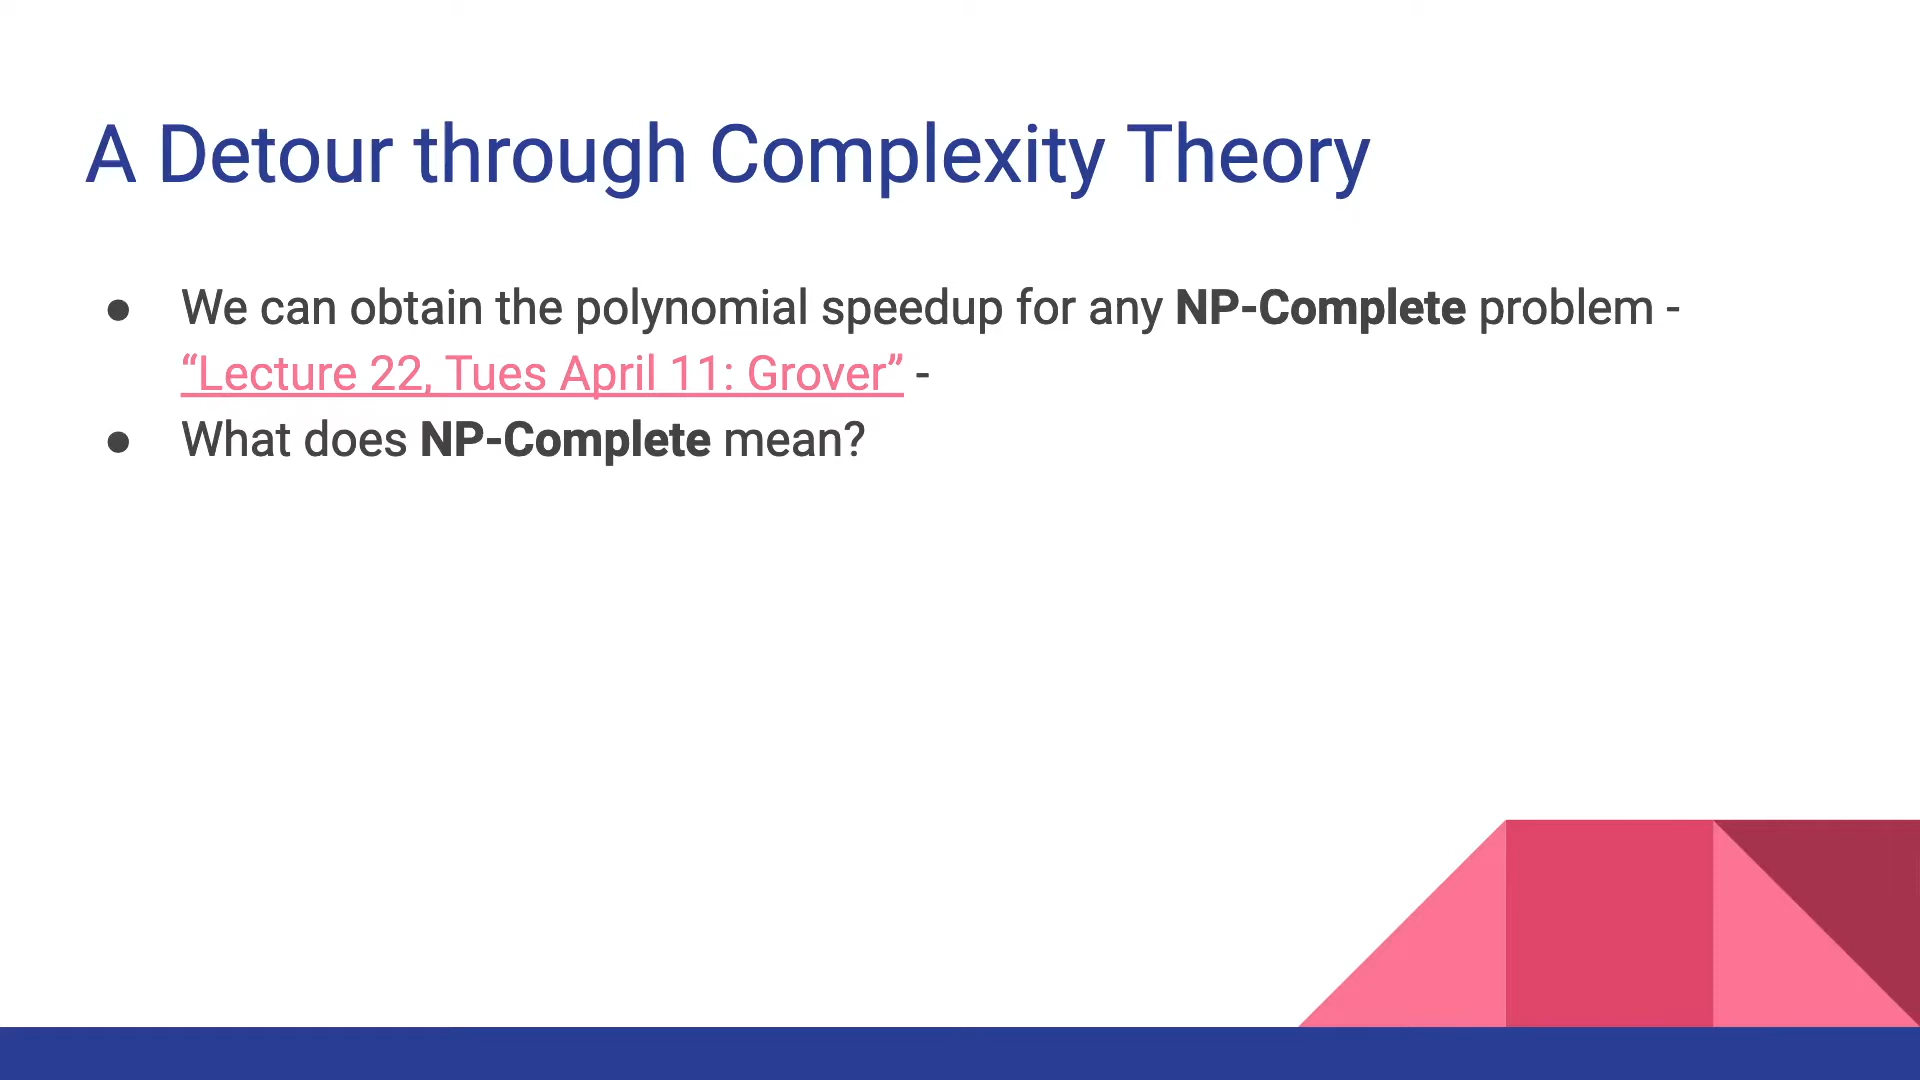 A Detour through Complexity Theory
● We can obtain the polynomial speedup for any NP-Complete problem -
“Lecture 22, Tues April 11: Grover” -
● What does NP-Complete mean?